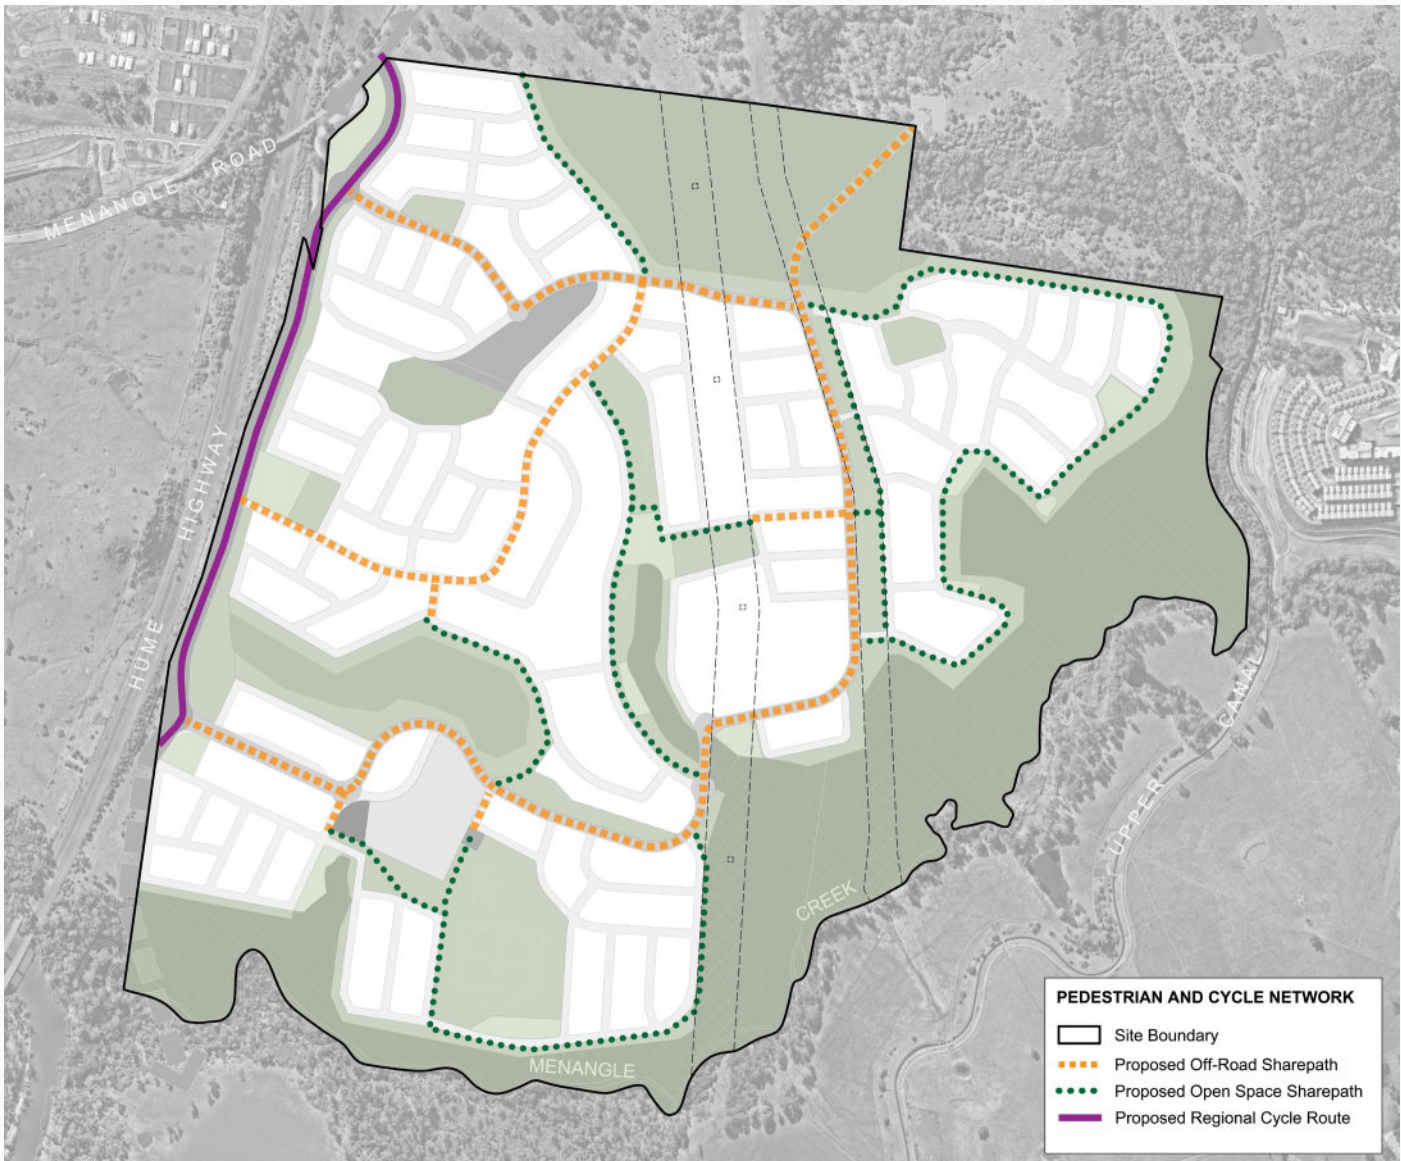 MENANGLE ROAD
HUME HIGHWAY
UPPER CANAL
CREEK
MENANGLE
PEDESTRIAN AND CYCLE NETWORK
Site Boundary
Proposed Off-Road Sharepath
Proposed Open Space Sharepath
Proposed Regional Cycle Route